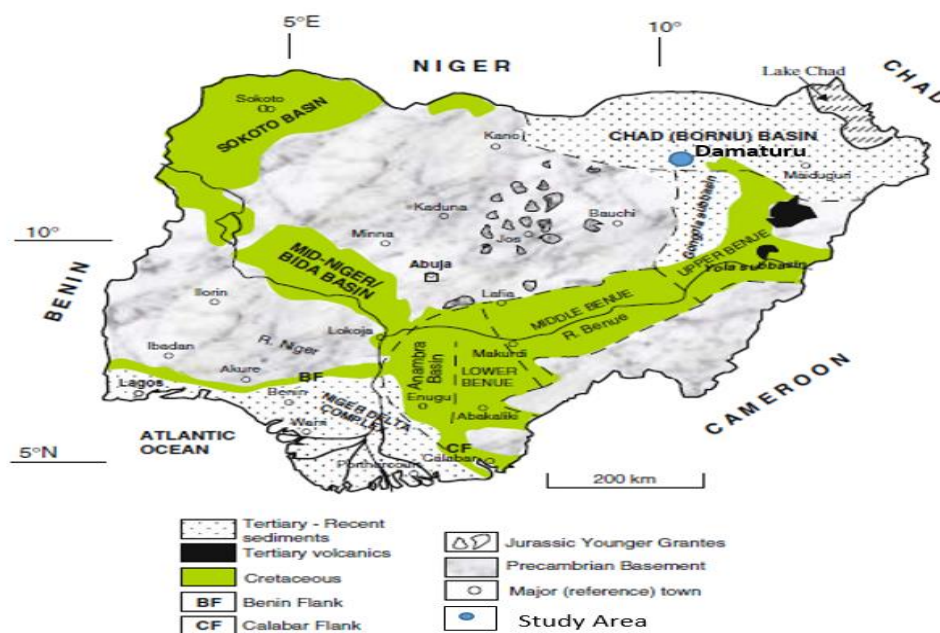 5°E
10°
NIGER
CHAD
Lake Chad
Sokoto
SOKOTO BASIN
Kano
CHAD (BORNU) BASIN
Damaturu
Maiduguri
Kaduna
Bauchi
Gongola subbasin
10°
Minna
Jos
UPPER BENUE
Yola subbasin
MID-NIGER/
BIDA BASIN
Abuja
BENIN
Ilorin
Lafia
MIDDLE BENUE
R. Benue
Lokoja
Ibadan
R. Niger
Makurdi
Anambra
Basin
LOWER
BENUE
CAMEROON
Akure
BF
Enugu
Lagos
Benin
Abakaliki
NIGER DELTA
COMPLEX
Warri
ATLANTIC
OCEAN
CF
Calabar
5°N
200 km
Tertiary - Recent
sediments
Tertiary volcanics
Cretaceous
BF Benin Flank
CF Calabar Flank
Jurassic Younger Grantes
Precambrian Basement
Major (reference) town
Study Area